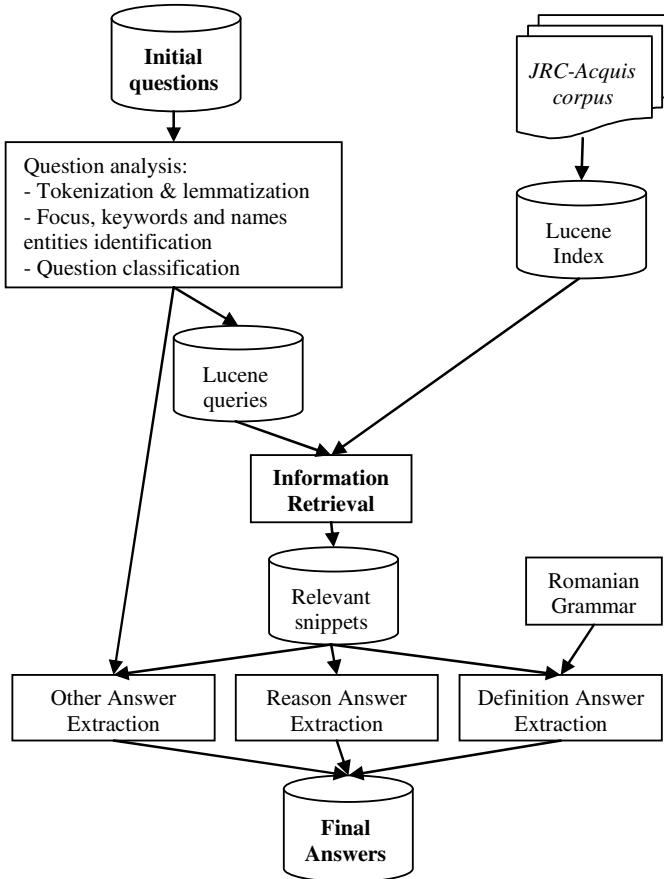 Initial
questions
JRC-Acquis
corpus
Question analysis:
- Tokenization & lemmatization
- Focus, keywords and names
entities identification
- Question classification
Lucene
Index
Lucene
queries
Information
Retrieval
Relevant
snippets
Romanian
Grammar
Other Answer
Extraction
Reason Answer
Extraction
Definition Answer
Extraction
Final
Answers